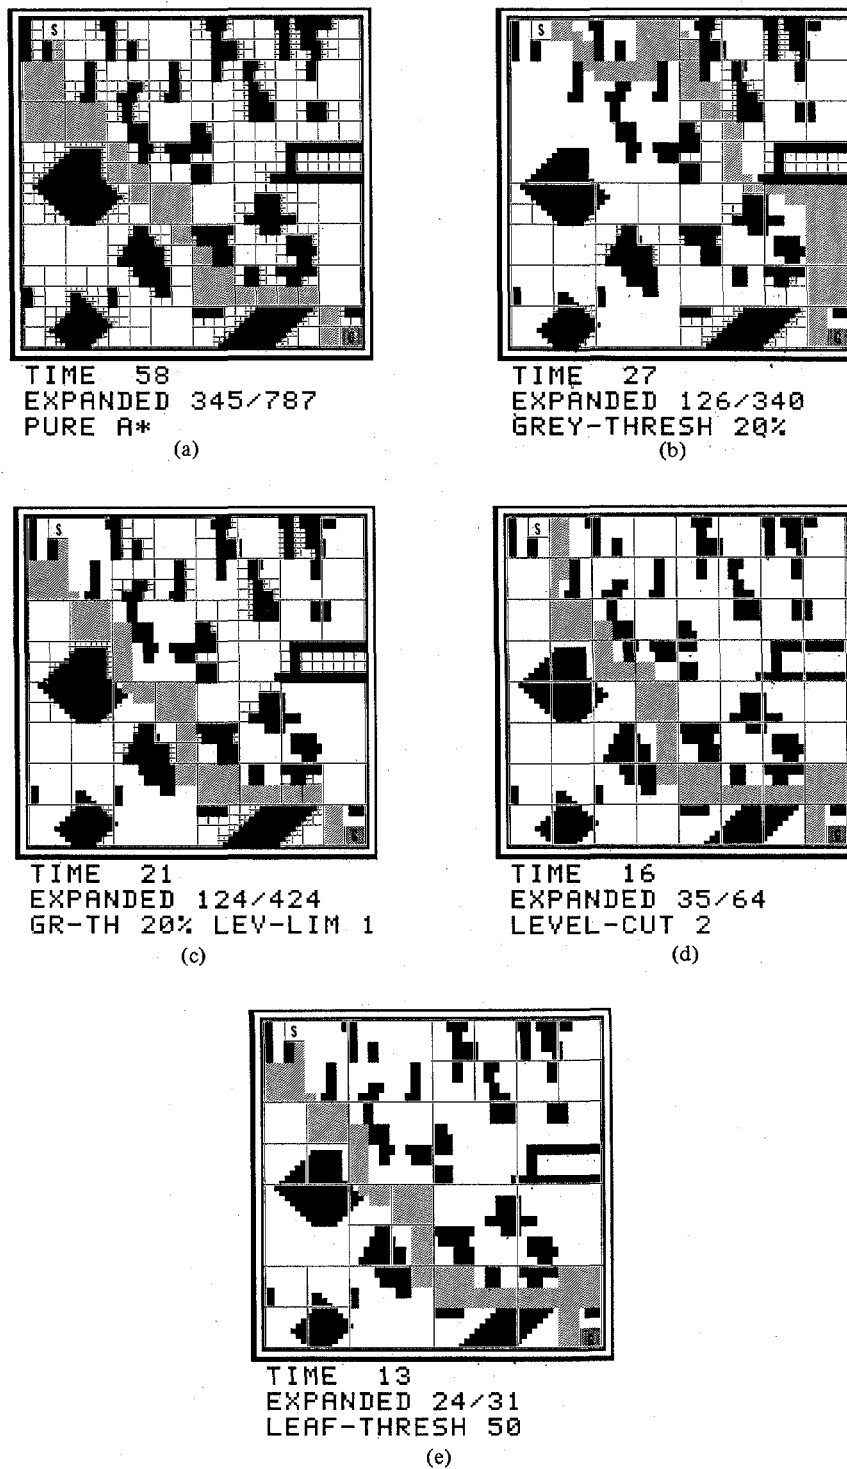 S
S
G
G
TIME 58
EXPANDED 345/787
PURE A*
(a)
TIME 27
EXPANDED 126/340
GREY-THRESH 20%
(b)
S
S
G
G
TIME 21
EXPANDED 124/424
GR-TH 20% LEV-LIM 1
(c)
TIME 16
EXPANDED 35/64
LEVEL-CUT 2
(d)
S
G
TIME 13
EXPANDED 24/31
LEAF-THRESH 50
(e)